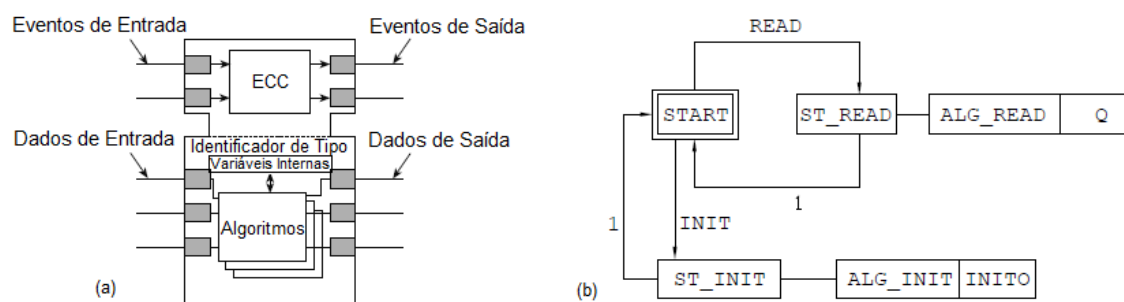 Eventos de Entrada
Eventos de Saída
ECC
Dados de Entrada
Identificador de Tipo
Dados de Saída
Variáveis Internas
Algoritmos
(a)
READ
START
ST_READ
ALG_READ
Q
1
1
INIT
ST_INIT
ALG_INIT
INITO
(b)